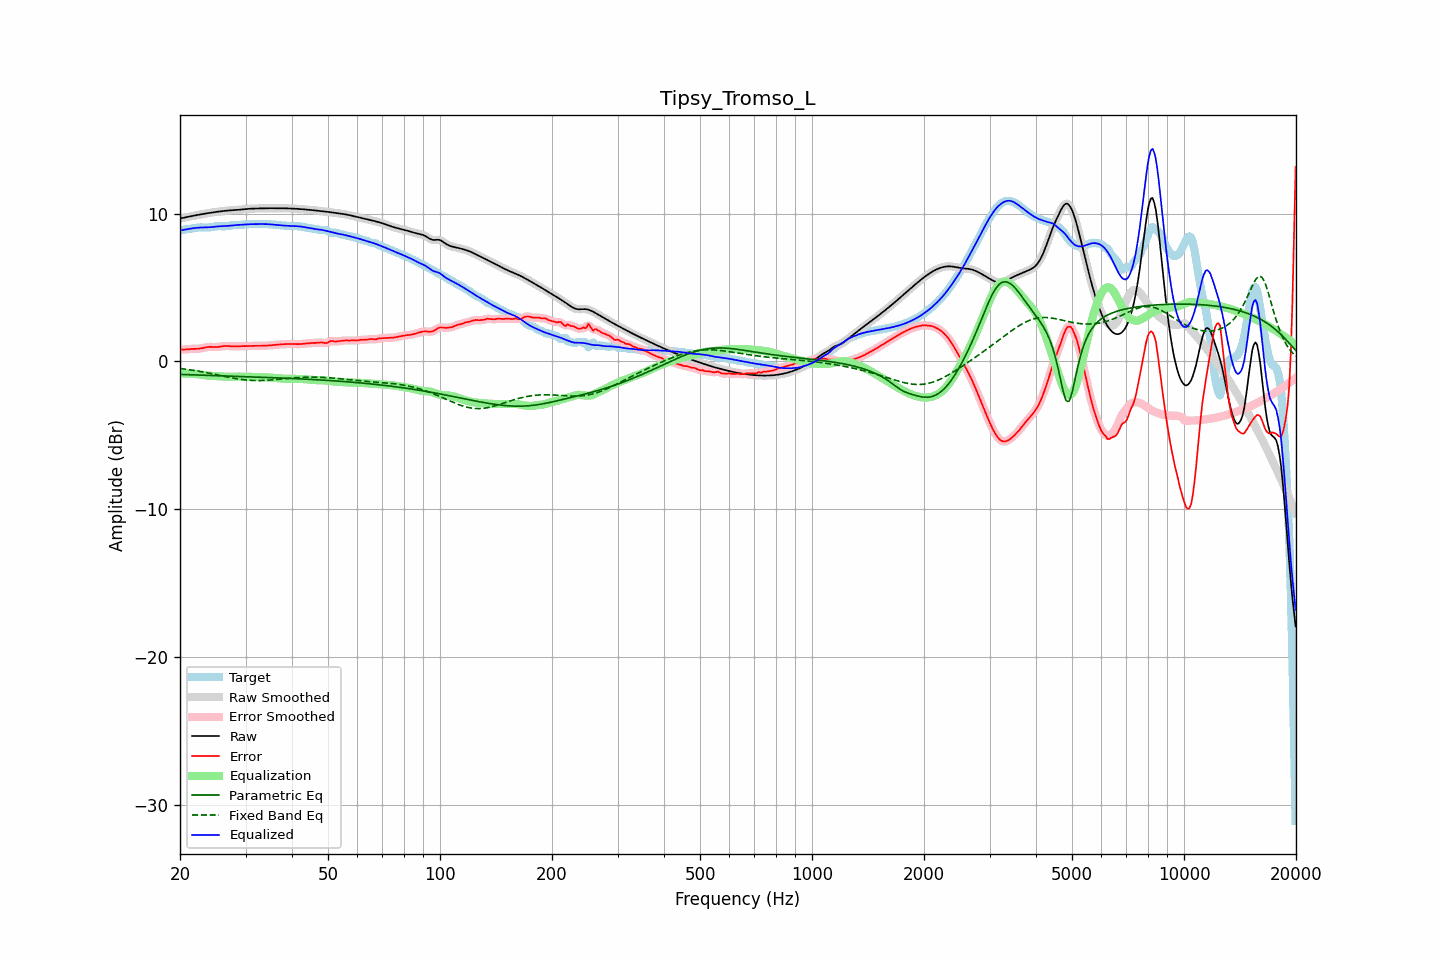 Tipsy_Tromso_L
Amplitude (dBr)
10
0
−10
−20
−30
Target
Raw Smoothed
Error Smoothed
Raw
Error
Equalization
Parametric Eq
Fixed Band Eq
Equalized
20 50 100 200 500 1000 2000 5000 10000 20000
Frequency (Hz)